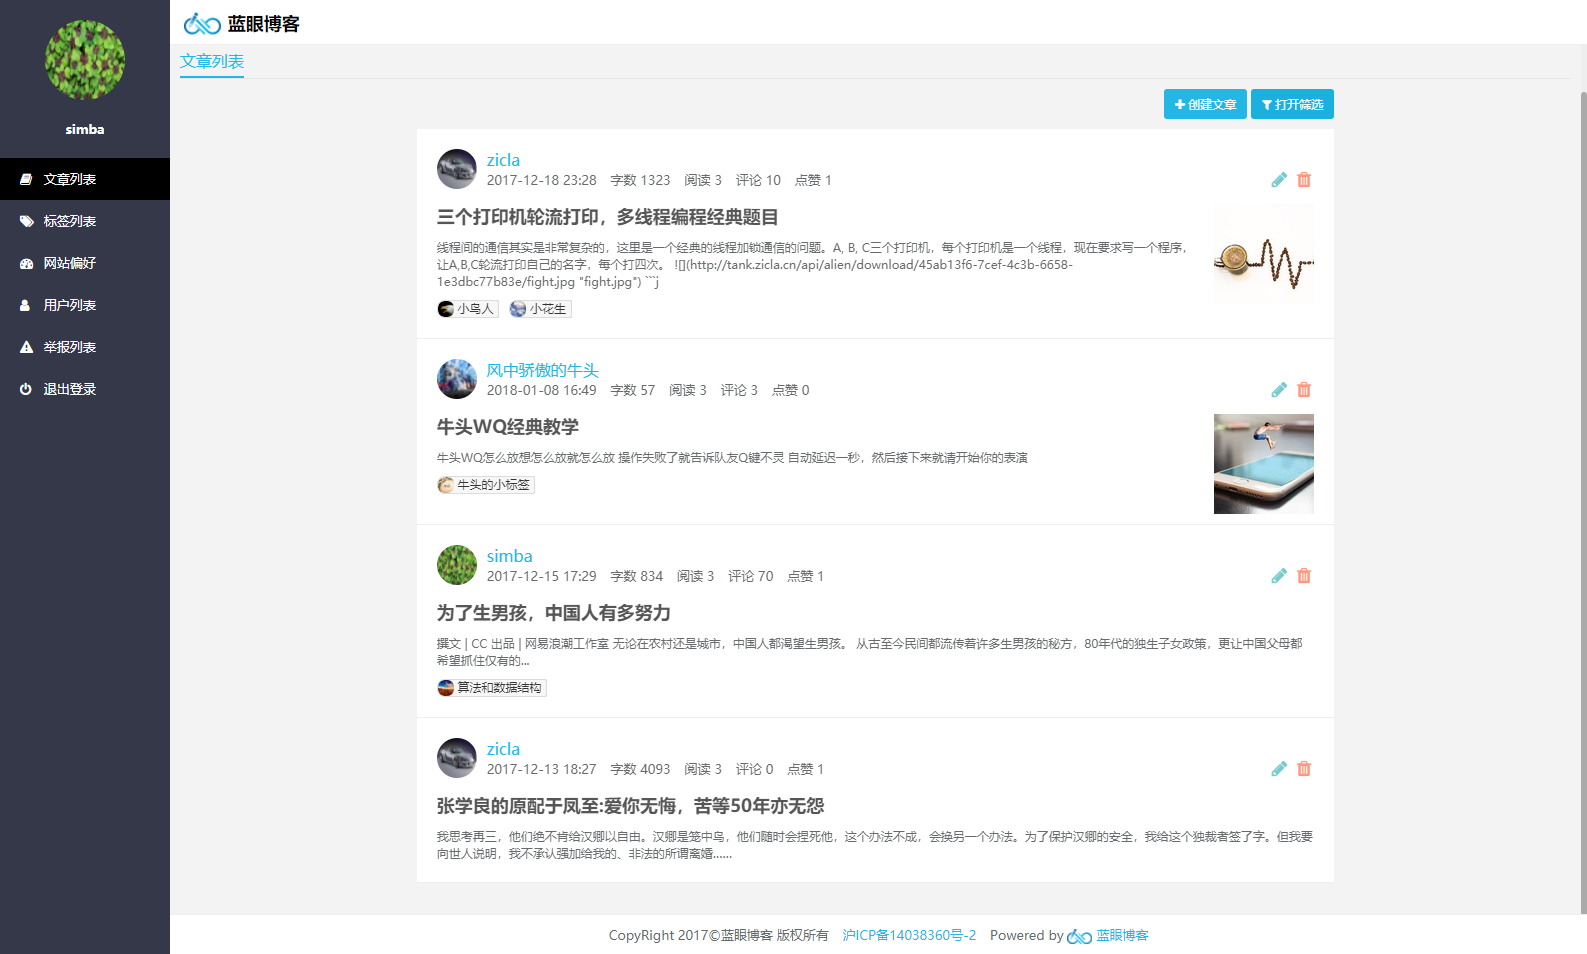 simba
文章列表
标签列表
网站偏好
用户列表
举报列表
退出登录
蓝眼博客
文章列表
创建文章 打开筛选
zicla
2017-12-18 23:28 字数 1323 阅读 3 评论 10 点赞 1
三个打印机轮流打印，多线程编程经典题目
线程间的通信其实是非常复杂的，这里是一个经典的线程加锁通信的问题。A, B, C三个打印机，每个打印机是一个线程，现在要求写一个程序，
让A,B,C轮流打印自己的名字，每个打四次。 ![](http://tank.zicla.cn/api/alien/download/45ab13f6-7cef-4c3b-6658-
1e3dbc77b83e/fight.jpg "fight.jpg") ```j
小鸟人 小花生
风中骄傲的牛头
2018-01-08 16:49 字数 57 阅读 3 评论 3 点赞 0
牛头WQ经典教学
牛头WQ怎么放想怎么放就怎么放 操作失败了就告诉队友Q键不灵 自动延迟一秒，然后接下来就请开始你的表演
牛头的小标签
simba
2017-12-15 17:29 字数 834 阅读 3 评论 70 点赞 1
为了生男孩，中国人有多努力
撰文 | CC 出品 | 网易浪潮工作室 无论在农村还是城市，中国人都渴望生男孩。 从古至今民间都流传着许多生男孩的秘方，80年代的独生子女政策，更让中国父母都
希望抓住仅有的...
算法和数据结构
zicla
2017-12-13 18:27 字数 4093 阅读 3 评论 0 点赞 1
张学良的原配于凤至:爱你无悔，苦等50年亦无怨
我思考再三，他们绝不肯给汉卿以自由。汉卿是笼中鸟，他们随时会捏死他，这个办法不成，会换另一个办法。为了保护汉卿的安全，我给这个独裁者签了字。但我要
向世人说明，我不承认强加给我的、非法的所谓离婚……
CopyRight 2017©蓝眼博客 版权所有 沪ICP备14038360号-2 Powered by 蓝眼博客